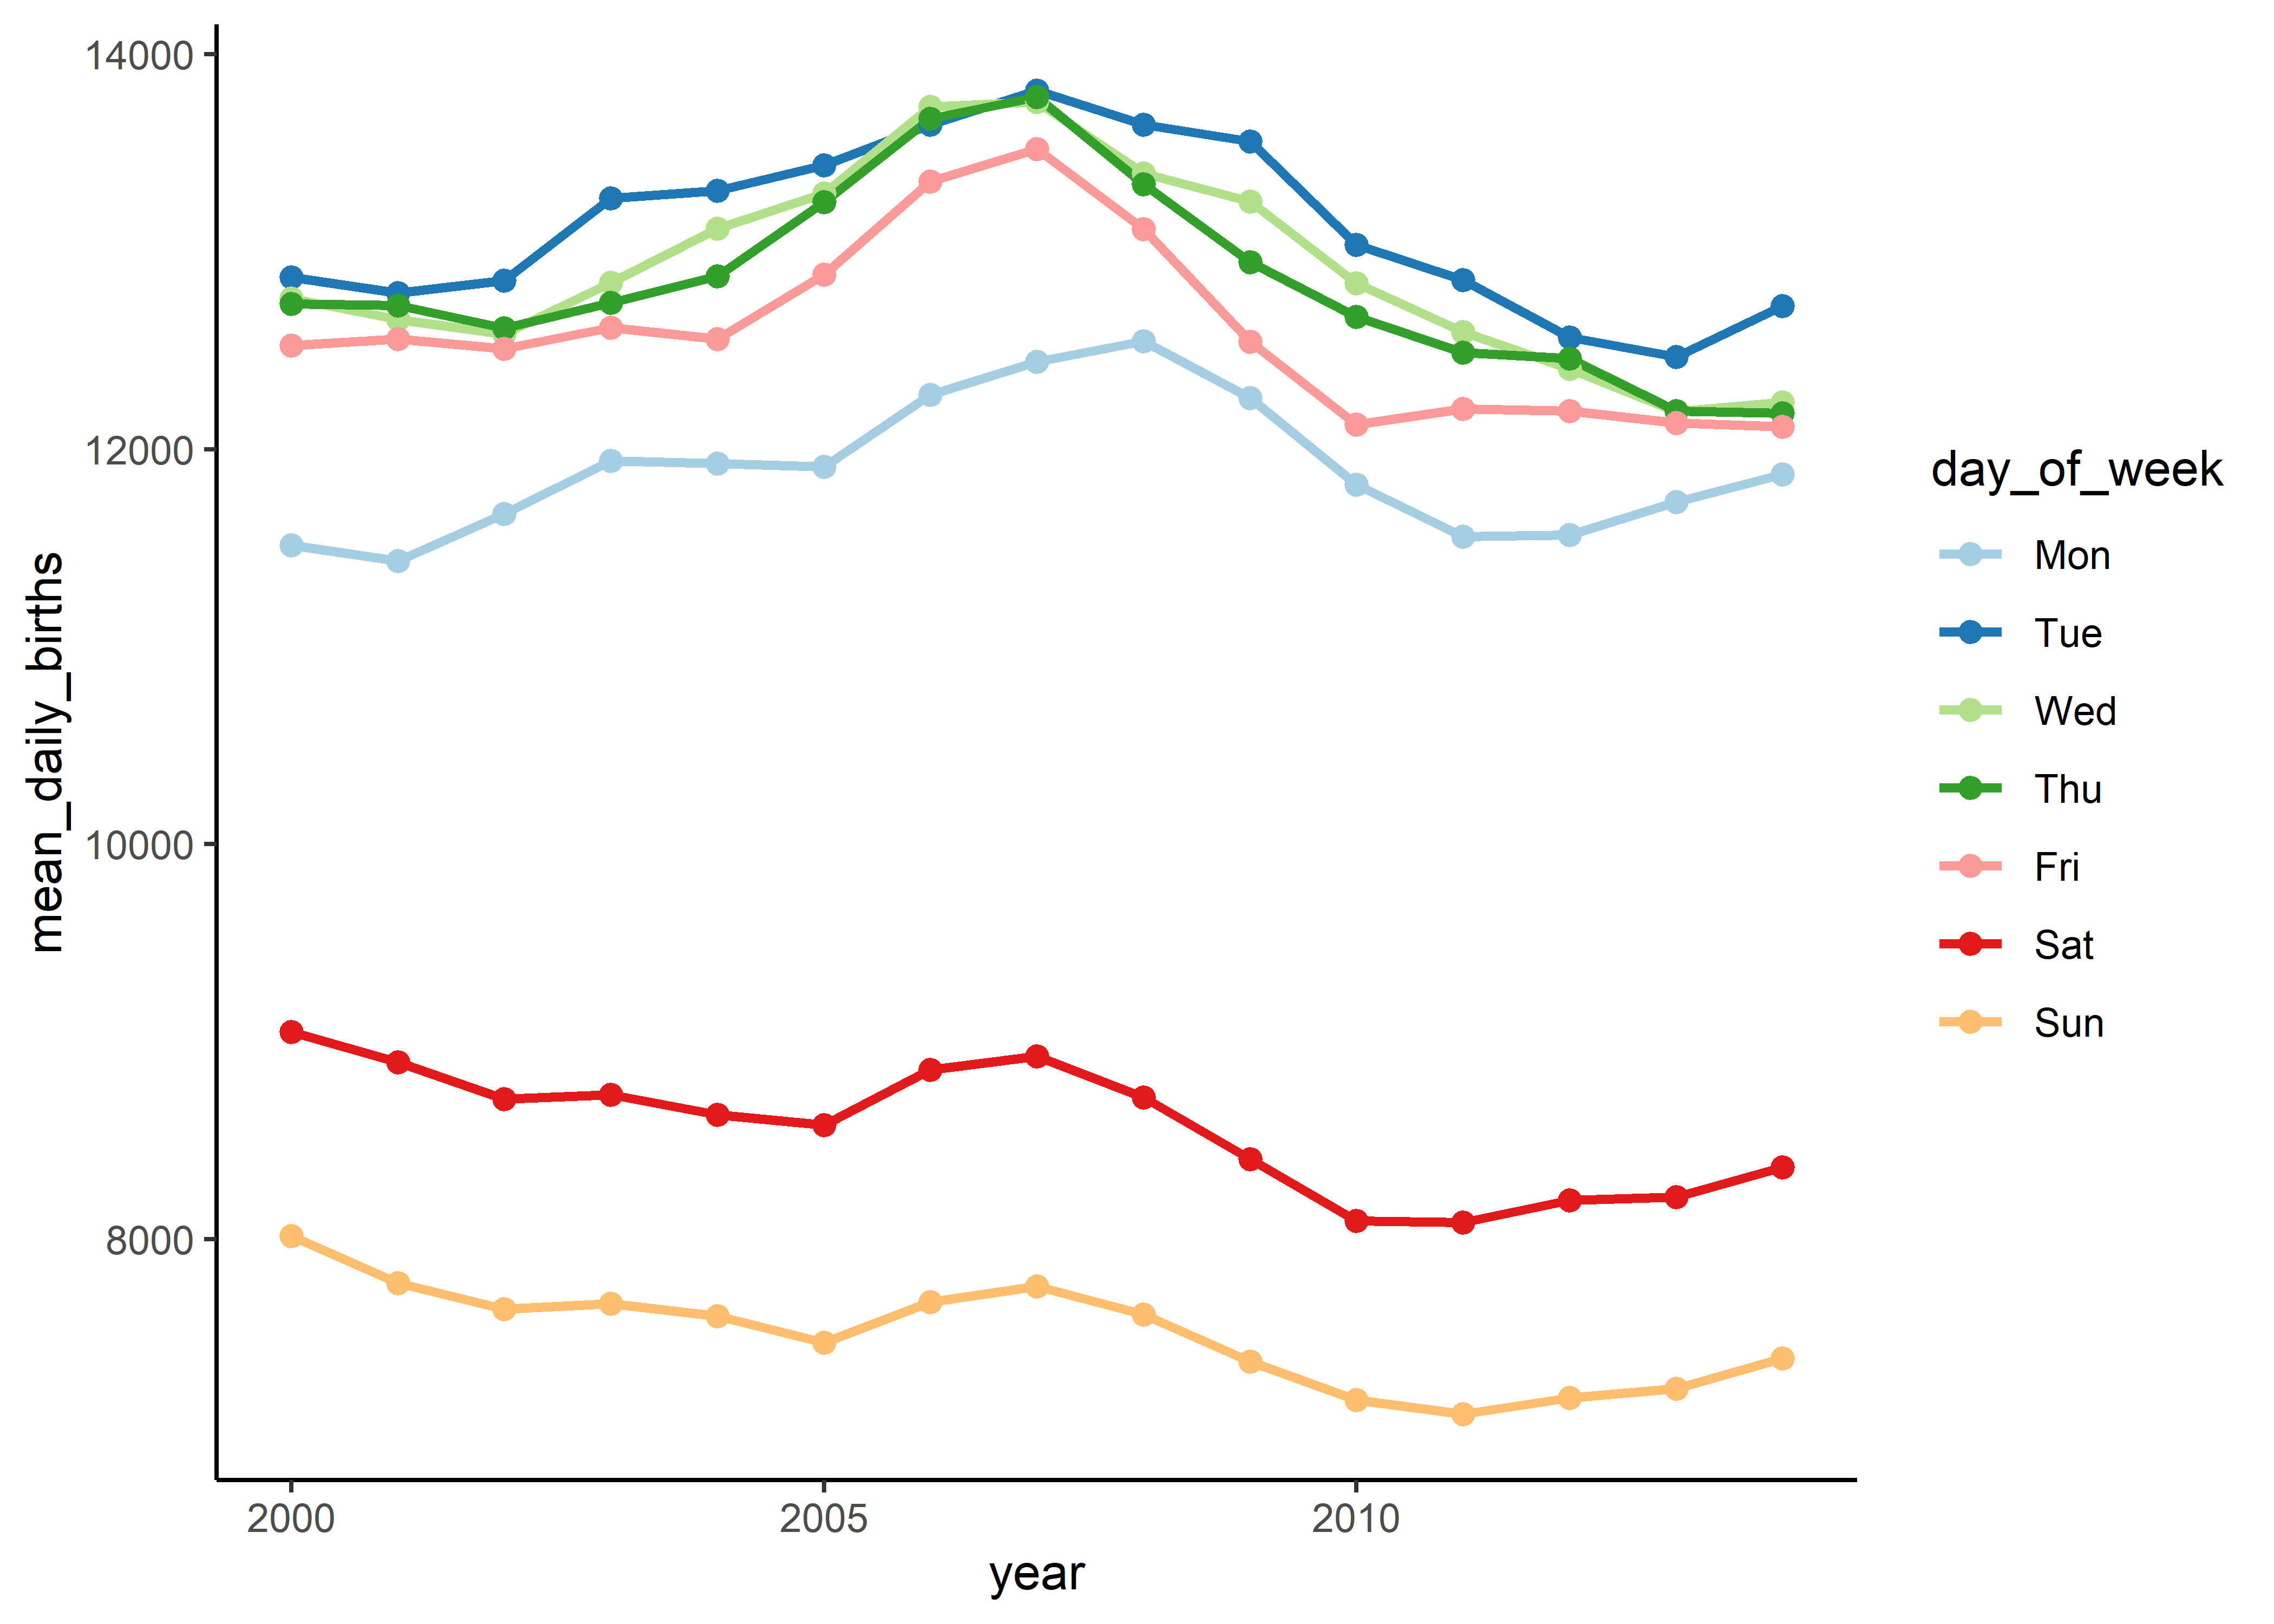 14000
12000
10000
8000
mean_daily_births
2000
2005
2010
year
day_of_week
Mon
Tue
Wed
Thu
Fri
Sat
Sun